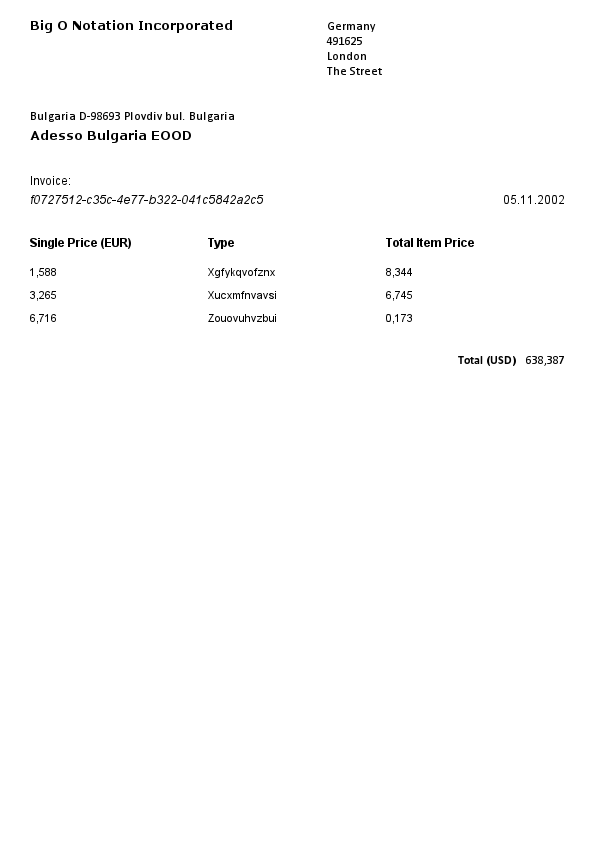 Big O Notation Incorporated
Germany
491625
London
The Street
Bulgaria D-98693 Plovdiv bul. Bulgaria
Adesso Bulgaria EOOD
Invoice:
f0727512-c35c-4e77-b322-041c5842a2c5 05.11.2002
Single Price (EUR) Type Total Item Price
1,588 Xgfykqvofznx 8,344
3,265 Xucxmfnvavsi 6,745
6,716 Zouovuhvzbui 0,173
Total (USD) 638,387